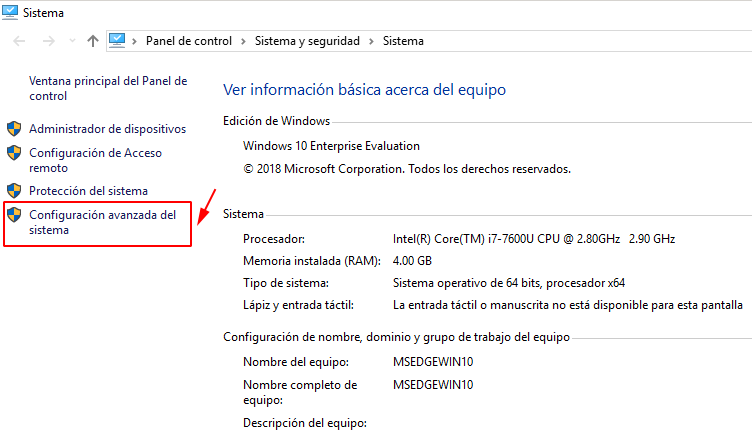 Sistema
Panel de control > Sistema y seguridad > Sistema
Ventana principal del Panel de
control
Administrador de dispositivos
Configuración de Acceso
remoto
Protección del sistema
Configuración avanzada del
sistema
Ver información básica acerca del equipo
Edición de Windows
Windows 10 Enterprise Evaluation
© 2018 Microsoft Corporation. Todos los derechos reservados.
Sistema
Procesador: Intel(R) Core(TM) i7-7600U CPU @ 2.80GHz 2.90 GHz
Memoria instalada (RAM): 4.00 GB
Tipo de sistema: Sistema operativo de 64 bits, procesador x64
Lápiz y entrada táctil: La entrada táctil o manuscrita no está disponible para esta pantalla
Configuración de nombre, dominio y grupo de trabajo del equipo
Nombre del equipo: MSEDGEWIN10
Nombre completo de MSEDGEWIN10
equipo:
Descripción del equipo: